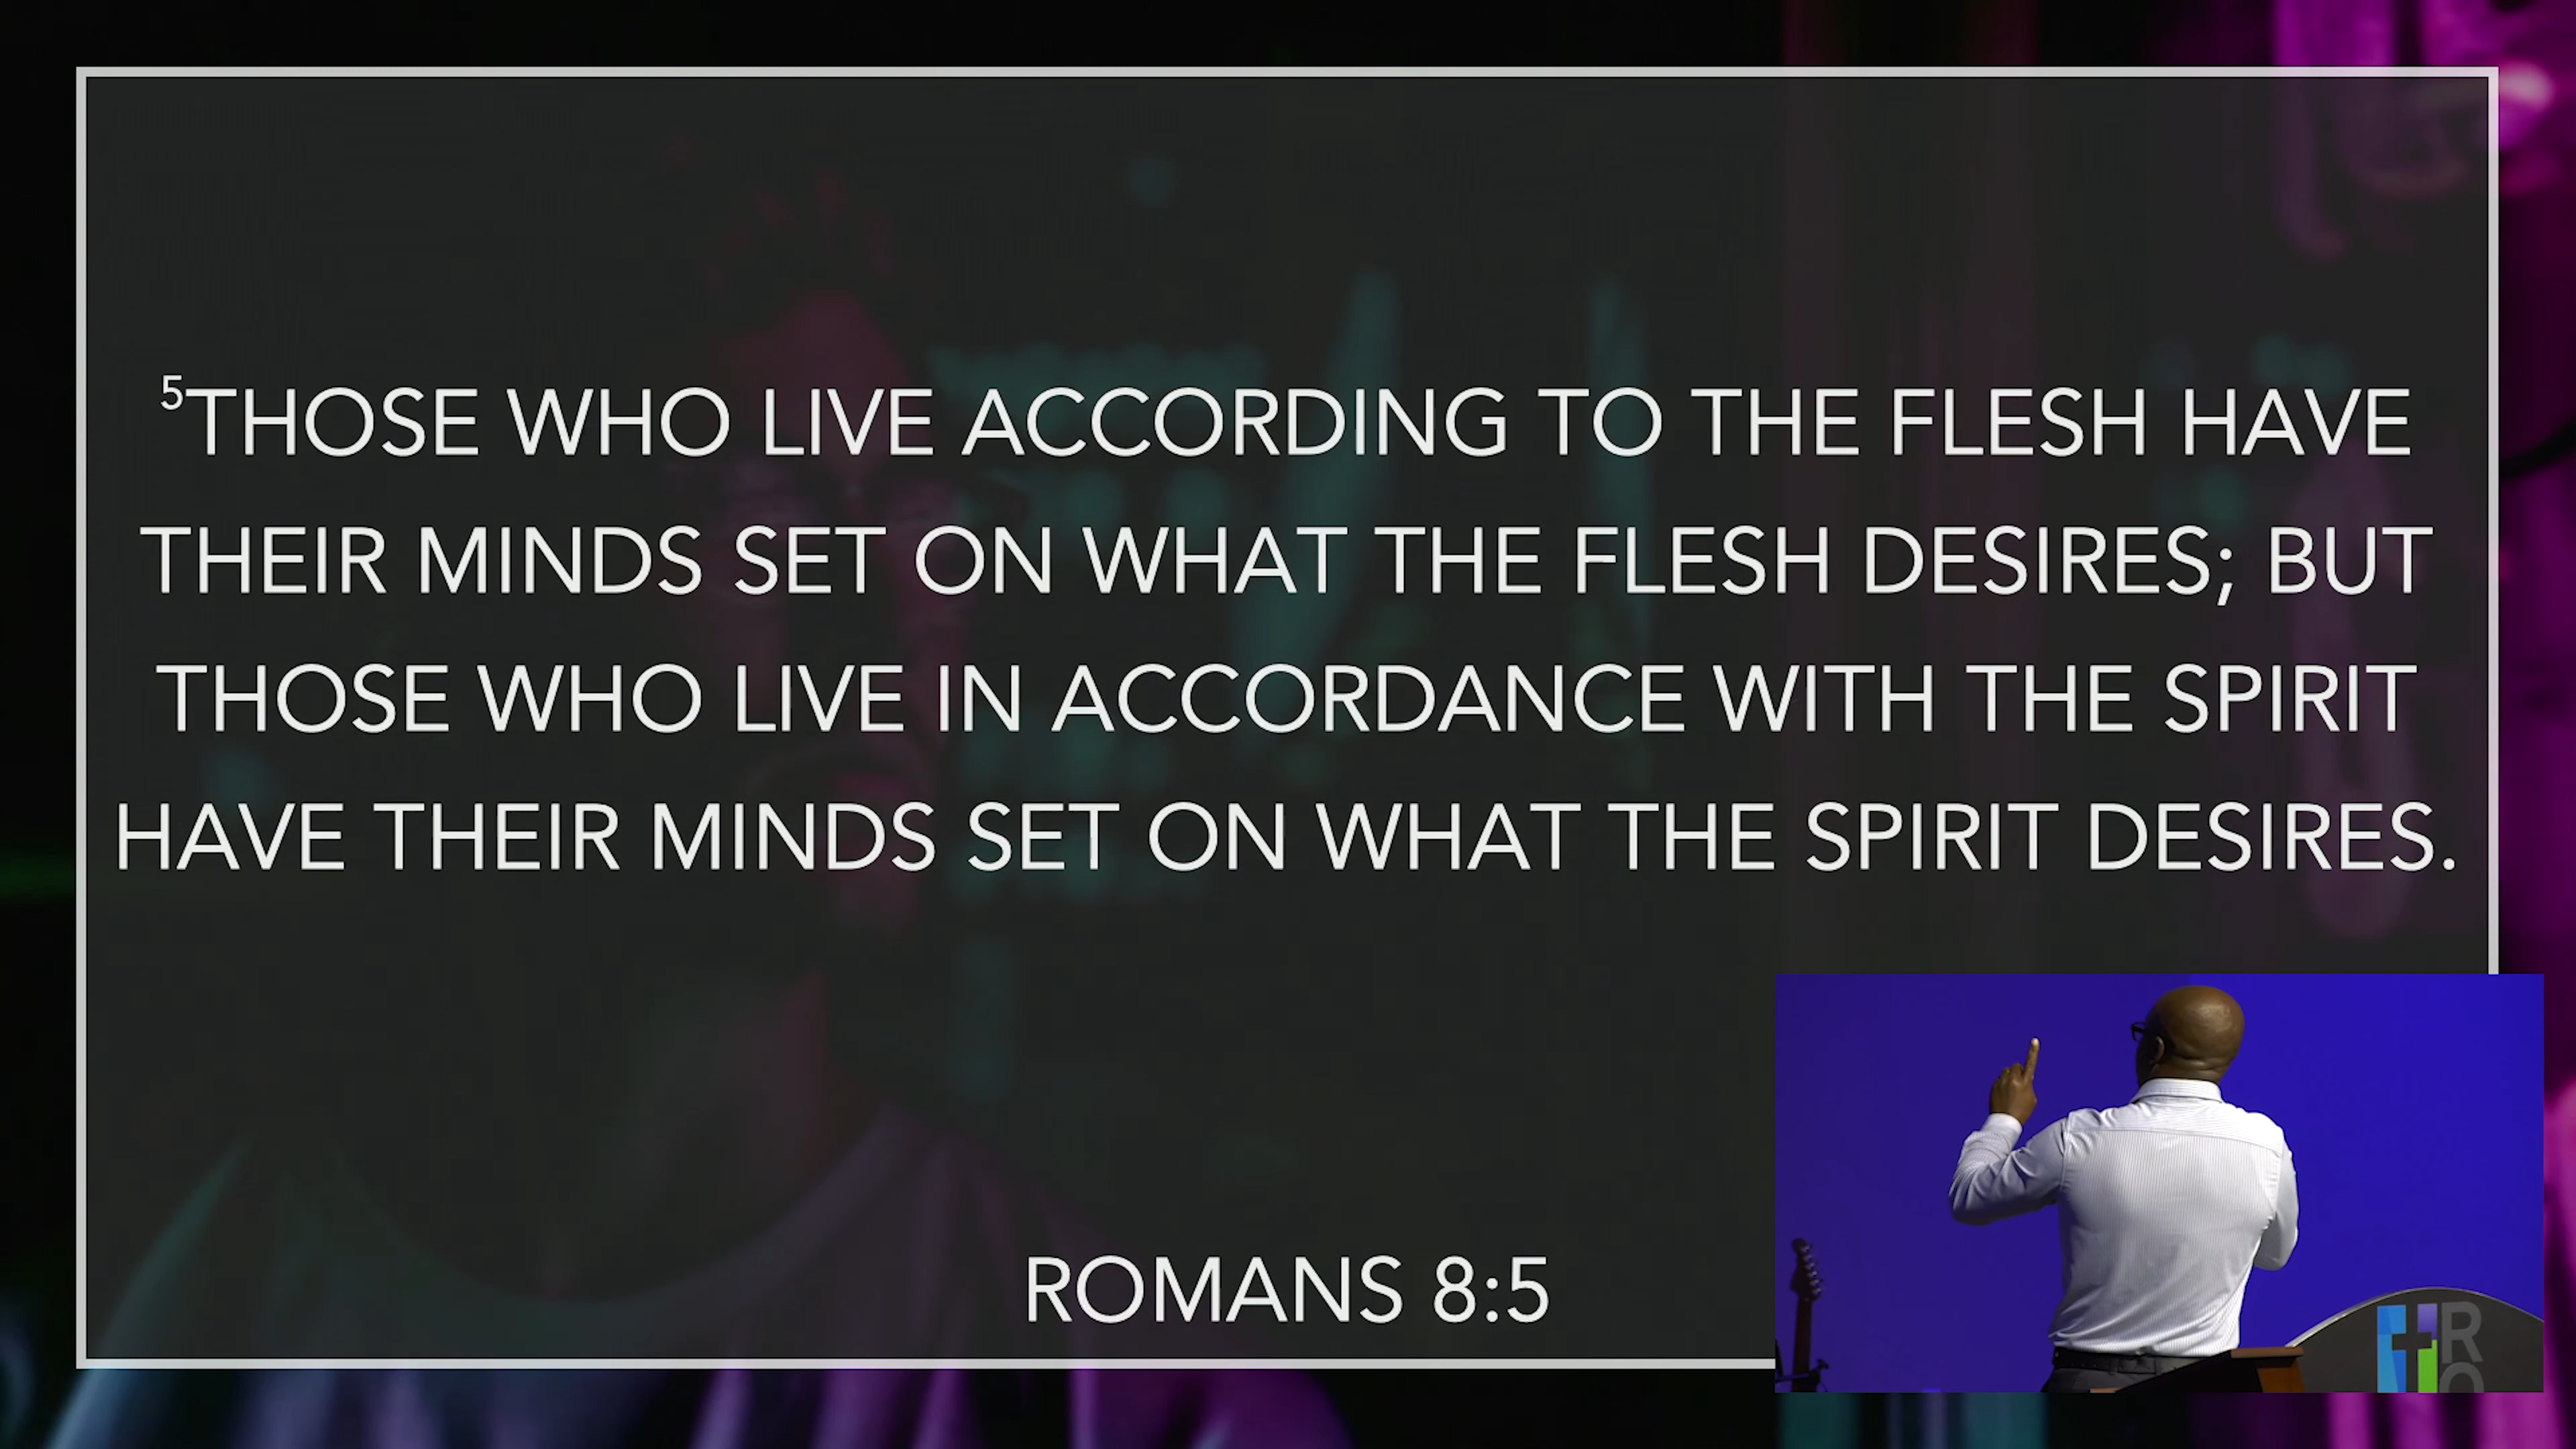 ⁵THOSE WHO LIVE ACCORDING TO THE FLESH HAVE
THEIR MINDS SET ON WHAT THE FLESH DESIRES; BUT
THOSE WHO LIVE IN ACCORDANCE WITH THE SPIRIT
HAVE THEIR MINDS SET ON WHAT THE SPIRIT DESIRES.
ROMANS 8:5